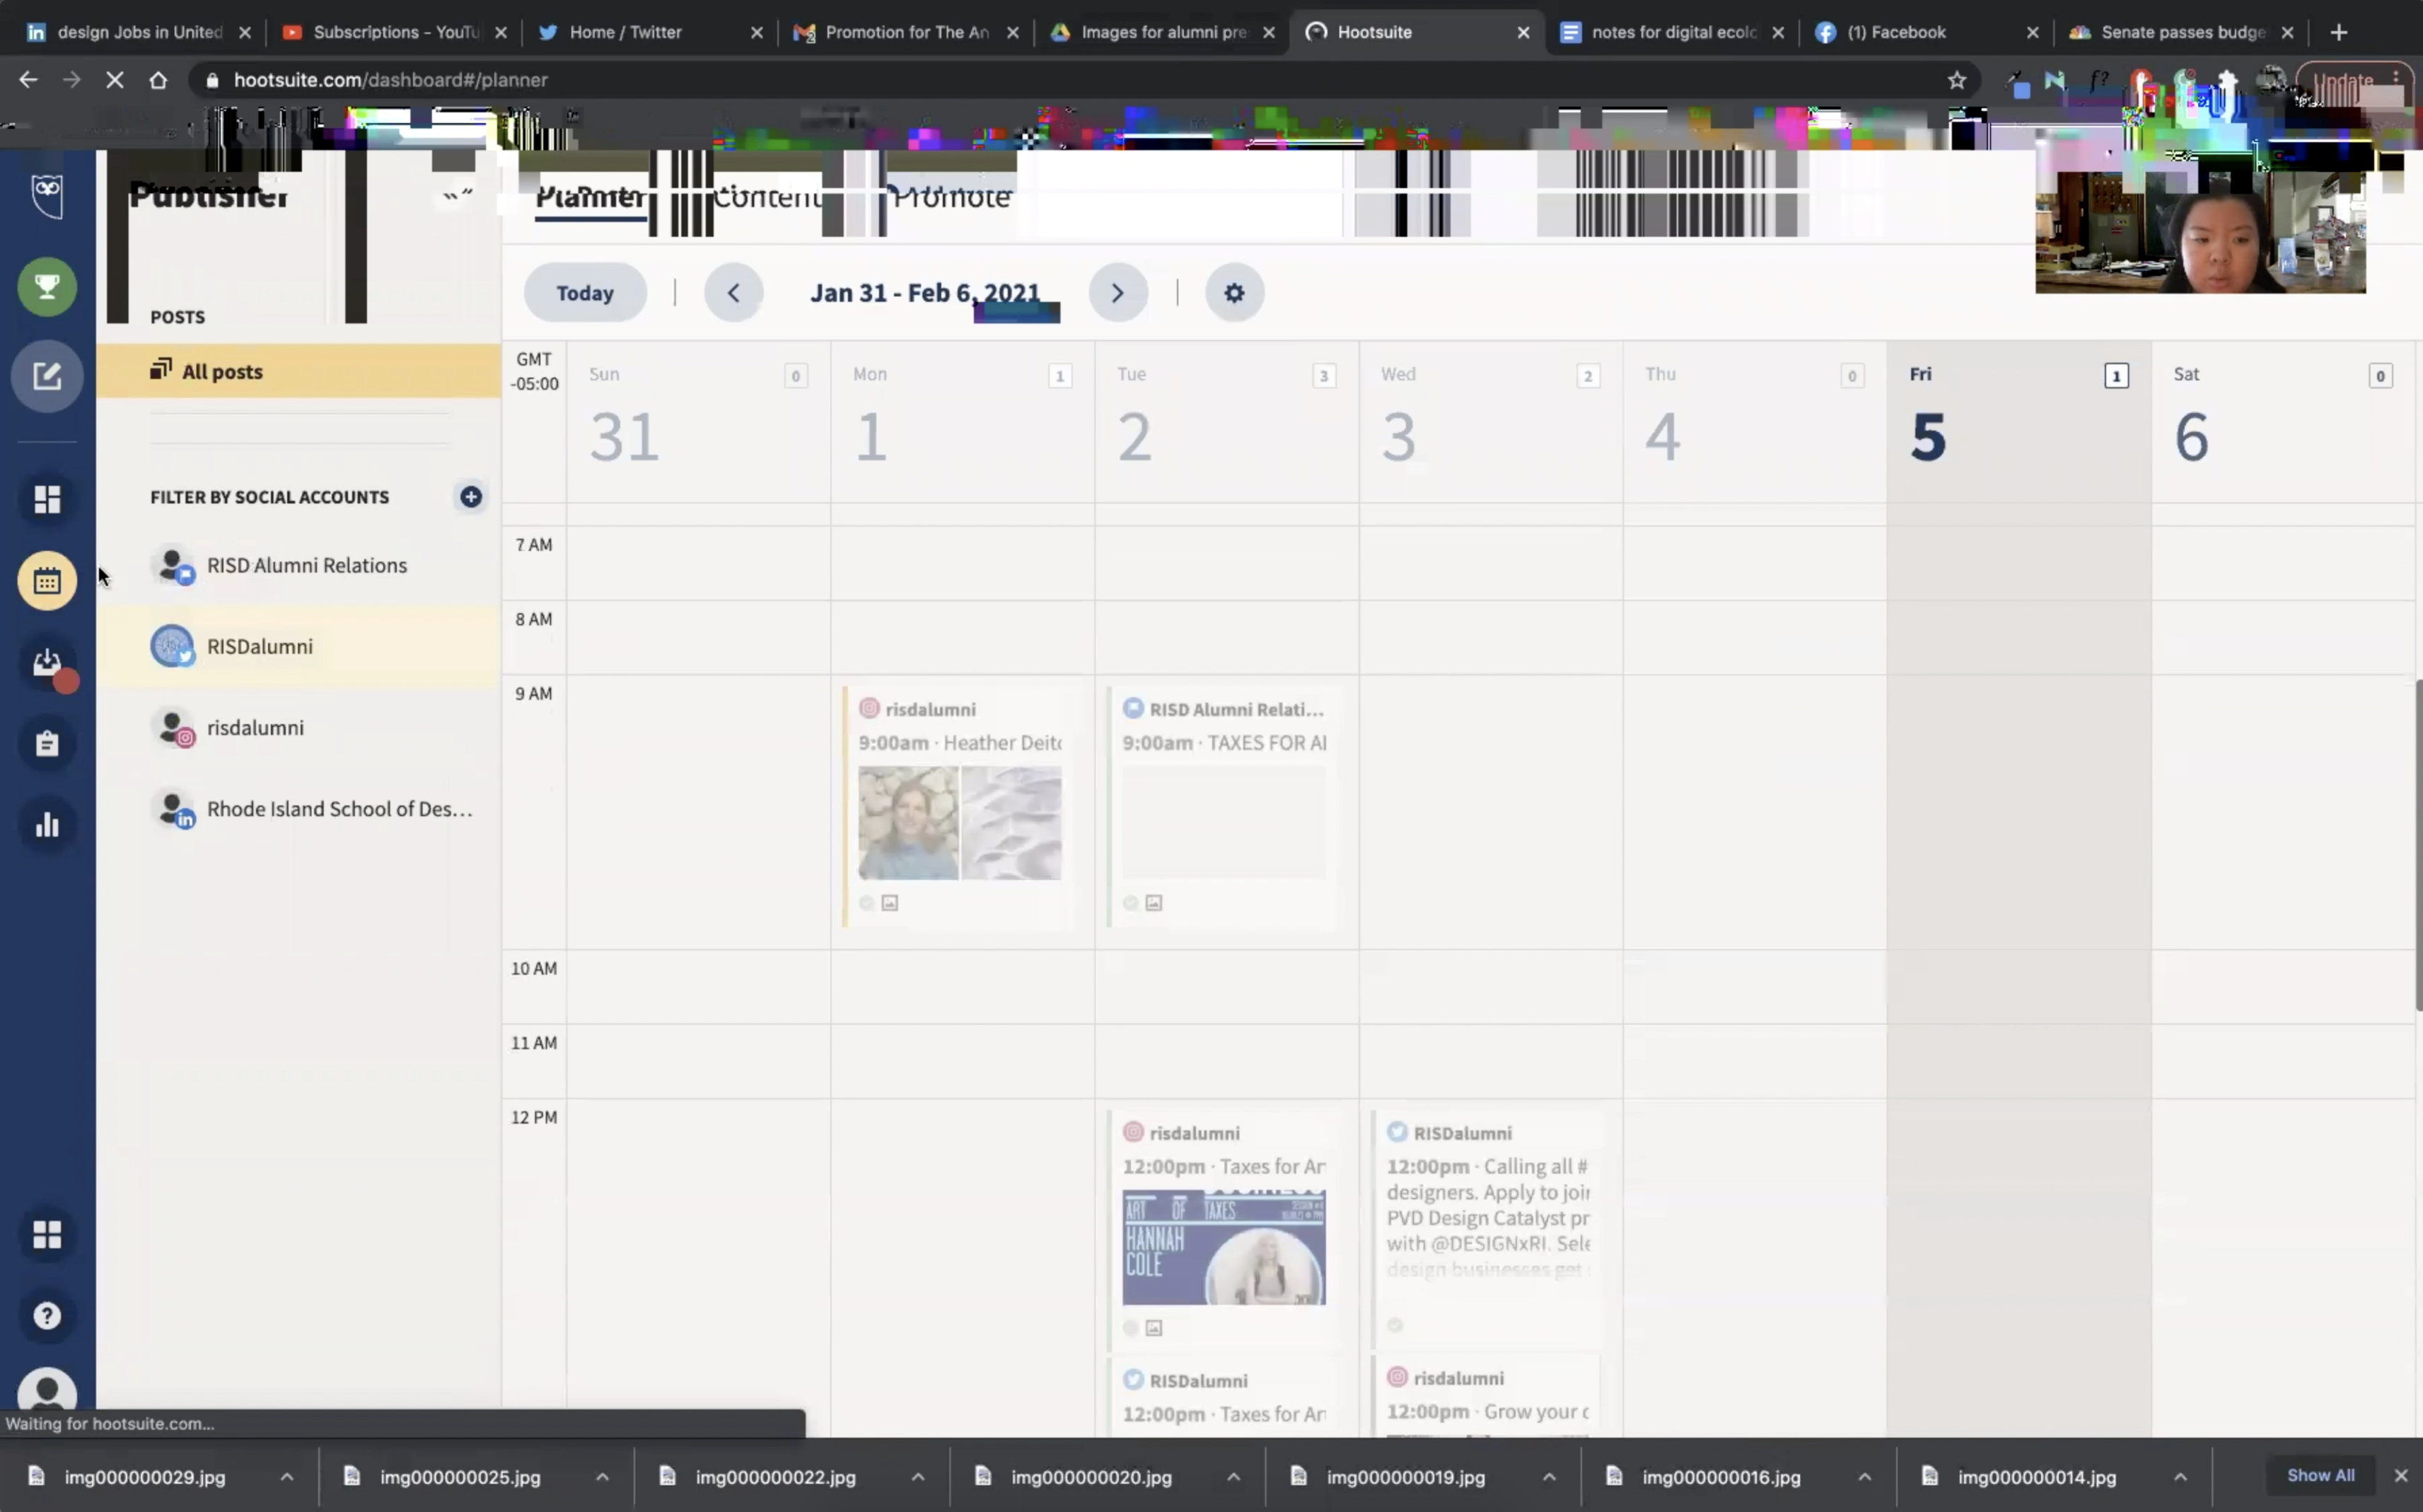 design Jobs in United
Subscriptions - YouTu
Home / Twitter
Promotion for The An
Images for alumni pre
Hootsuite
notes for digital ecolo
(1) Facebook
Senate passes budge
hootsuite.com/dashboard#/planner
f?
Update
Publisher
Planner
Content
Promote
Today
Jan 31 - Feb 6, 2021
POSTS
All posts
FILTER BY SOCIAL ACCOUNTS
RISD Alumni Relations
RISDalumni
risdalumni
Rhode Island School of Des...
GMT
-05:00
Sun 0
31
Mon 1
1
Tue 3
2
Wed 2
3
Thu 0
4
Fri 1
5
Sat 0
6
7 AM
8 AM
9 AM
risdalumni
9:00am · Heather Deitc
RISD Alumni Relati...
9:00am · TAXES FOR AI
10 AM
11 AM
12 PM
risdalumni
12:00pm · Taxes for Ar
ART OF TAXES
HANNAH
COLE
RISDalumni
12:00pm · Taxes for Ar
RISDalumni
12:00pm · Calling all #
designers. Apply to joir
PVD Design Catalyst pr
with @DESIGNxRI. Sele
design businesses get
risdalumni
12:00pm · Grow your c
Waiting for hootsuite.com...
img000000029.jpg
img000000025.jpg
img000000022.jpg
img000000020.jpg
img000000019.jpg
img000000016.jpg
img000000014.jpg
Show All